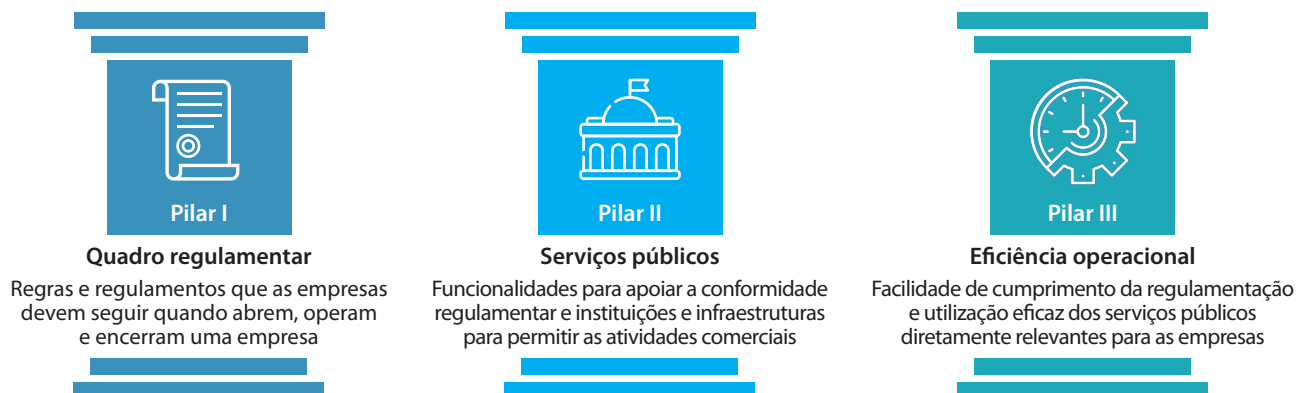 Pilar I
Quadro regulamentar
Regras e regulamentos que as empresas
devem seguir quando abrem, operam
e encerram uma empresa
Pilar II
Serviços públicos
Funcionalidades para apoiar a conformidade
regulamentar e instituições e infraestruturas
para permitir as atividades comerciais
Pilar III
Eficiência operacional
Facilidade de cumprimento da regulamentação
e utilização eficaz dos serviços públicos
diretamente relevantes para as empresas